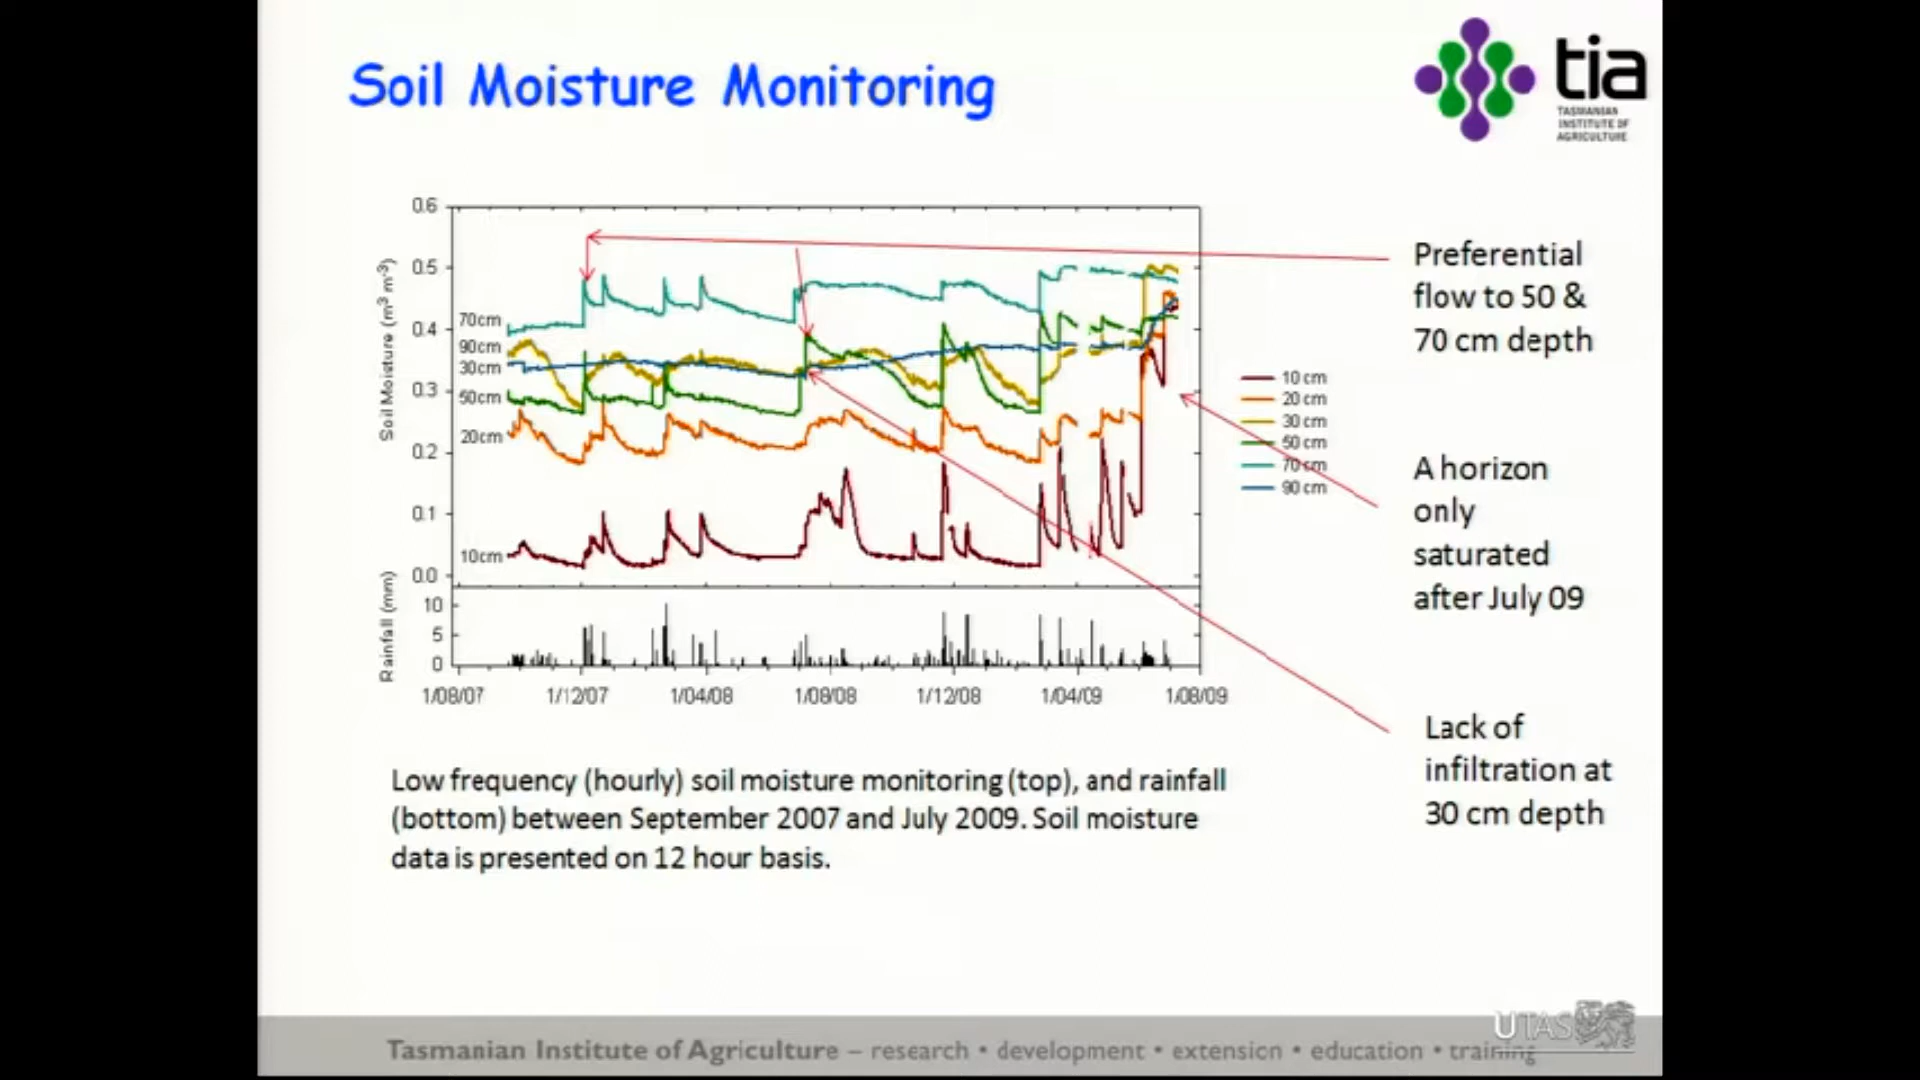 Soil Moisture Monitoring
tia
TASMANIAN
INSTITUTE OF
AGRICULTURE
0.6
0.5
0.4
0.3
0.2
0.1
0.0
Soil Moisture (m³ m⁻³)
70cm
90cm
30cm
50cm
20cm
10cm
10 cm
20 cm
30 cm
50 cm
70 cm
90 cm
10
5
0
Rainfall (mm)
1/08/07
1/12/07
1/04/08
1/08/08
1/12/08
1/04/09
1/08/09
Preferential
flow to 50 &
70 cm depth
A horizon
only
saturated
after July 09
Lack of
infiltration at
30 cm depth
Low frequency (hourly) soil moisture monitoring (top), and rainfall
(bottom) between September 2007 and July 2009. Soil moisture
data is presented on 12 hour basis.
UTAS
Tasmanian Institute of Agriculture – research • development • extension • education • training